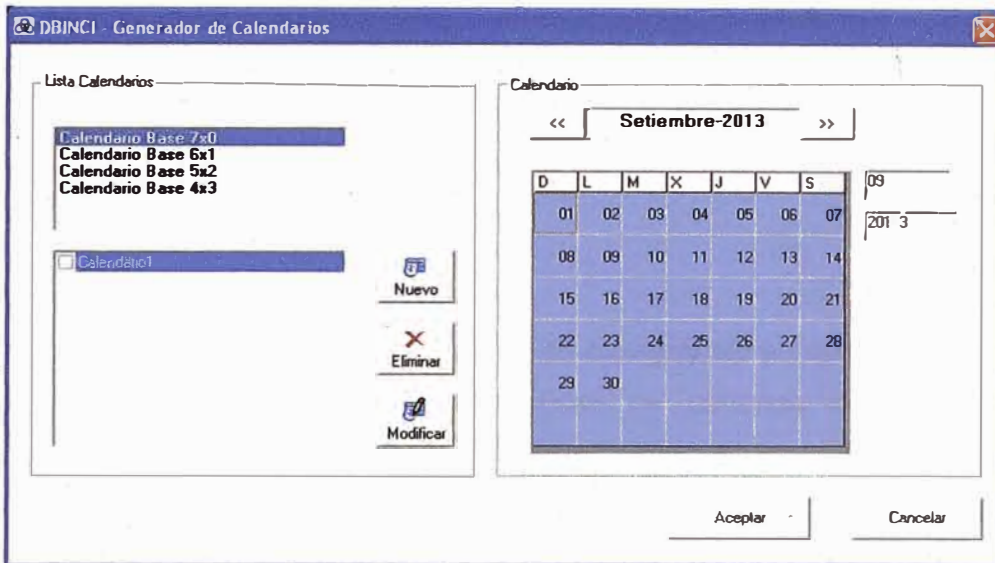 DBINCI - Generador de Calendarios
Lista Calendarios
Calendario Base 7x0
Calendario Base 6x1
Calendario Base 5x2
Calendario Base 4x3
Calendario1
Nuevo
Eliminar
Modificar
Calendario
<< Setiembre-2013 >>
D L M X J V S
01 02 03 04 05 06 07
08 09 10 11 12 13 14
15 16 17 18 19 20 21
22 23 24 25 26 27 28
29 30
09
2013
Aceptar Cancelar